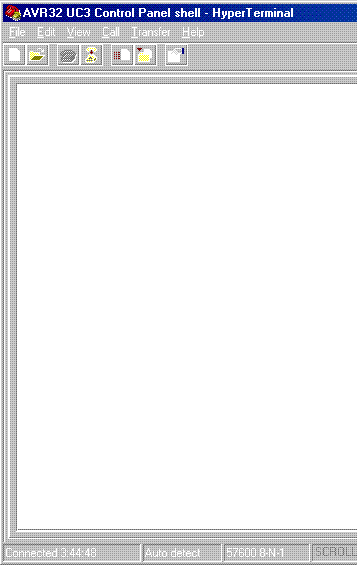 AVR32 UC3 Control Panel shell - HyperTerminal
File Edit View Call Transfer Help
Connected 3:44:48 Auto detect 57600 8-N-1 SCROLL